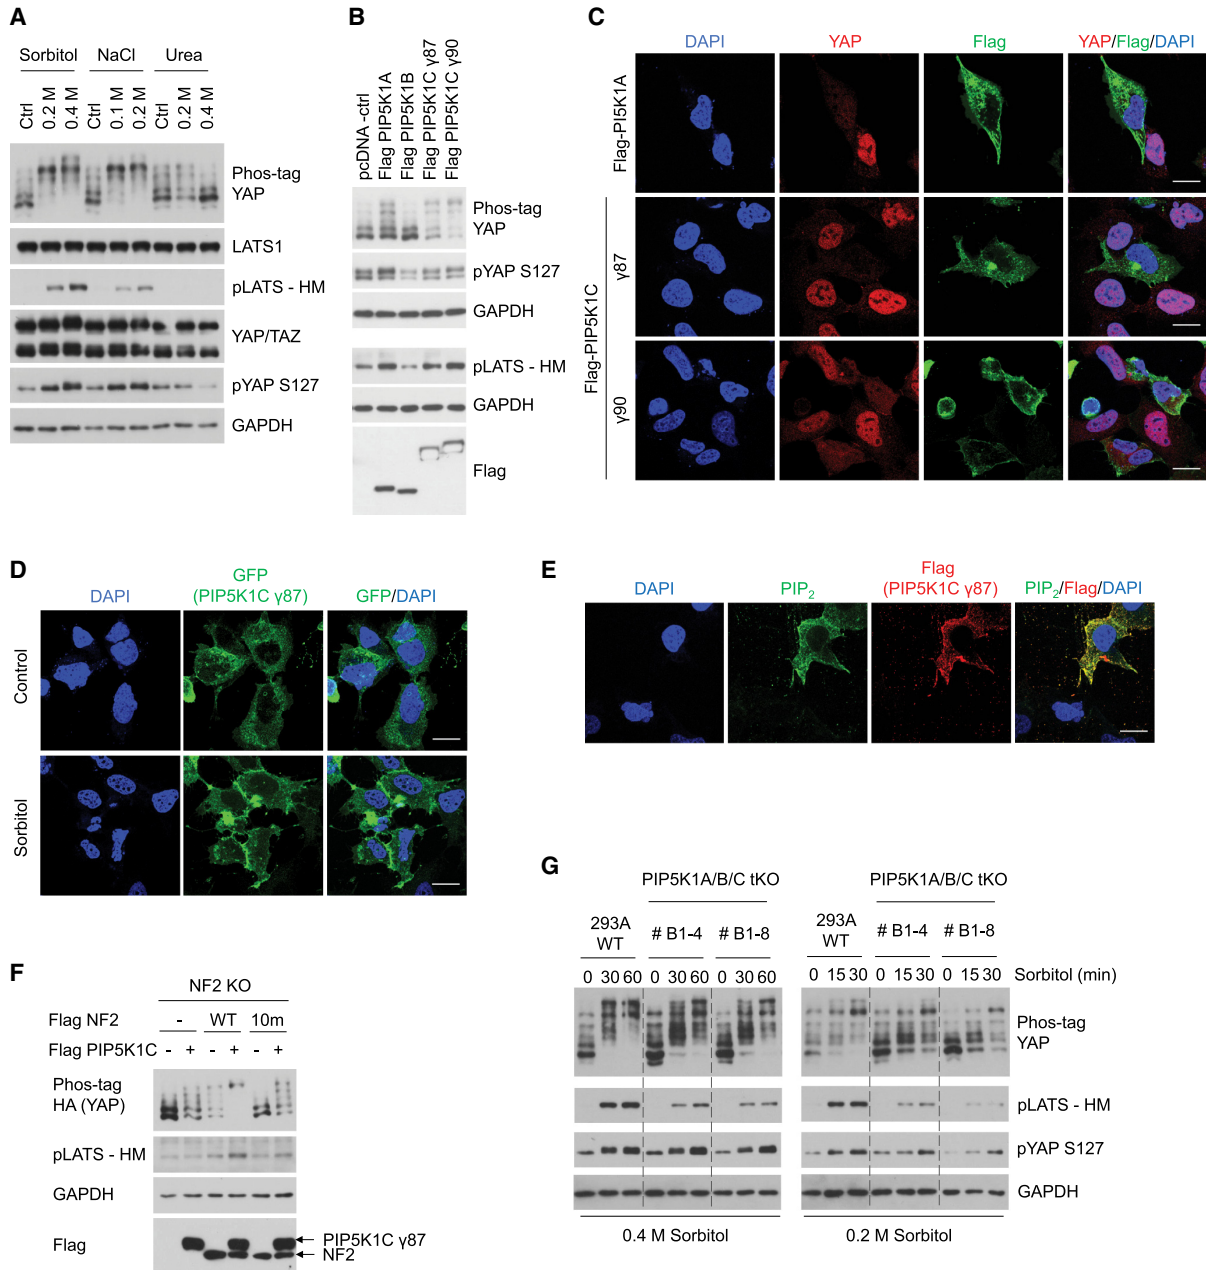 A
Sorbitol NaCl Urea
Ctrl 0.2 M 0.4 M Ctrl 0.1 M 0.2 M Ctrl 0.2 M 0.4 M
Phos-tag
YAP
LATS1
pLATS - HM
YAP/TAZ
pYAP S127
GAPDH
B
pcDNA -ctrl
Flag PIP5K1A
Flag PIP5K1B
Flag PIP5K1C γ87
Flag PIP5K1C γ90
Phos-tag
YAP
pYAP S127
GAPDH
pLATS - HM
GAPDH
Flag
C
DAPI YAP Flag YAP/Flag/DAPI
Flag-PI5K1A
Flag-PIP5K1C
γ87
γ90
D
DAPI
GFP
(PIP5K1C γ87)
GFP/DAPI
Control
Sorbitol
E
DAPI
PIP₂
Flag
(PIP5K1C γ87)
PIP₂/Flag/DAPI
F
NF2 KO
Flag NF2 - WT 10m
Flag PIP5K1C - + - + - +
Phos-tag
HA (YAP)
pLATS - HM
GAPDH
Flag
PIP5K1C γ87
NF2
G
PIP5K1A/B/C tKO PIP5K1A/B/C tKO
293A
WT
# B1-4 # B1-8
293A
WT
# B1-4 # B1-8
0 30 60 0 30 60 0 30 60 0 15 30 0 15 30 0 15 30 Sorbitol (min)
Phos-tag
YAP
pLATS - HM
pYAP S127
GAPDH
0.4 M Sorbitol 0.2 M Sorbitol